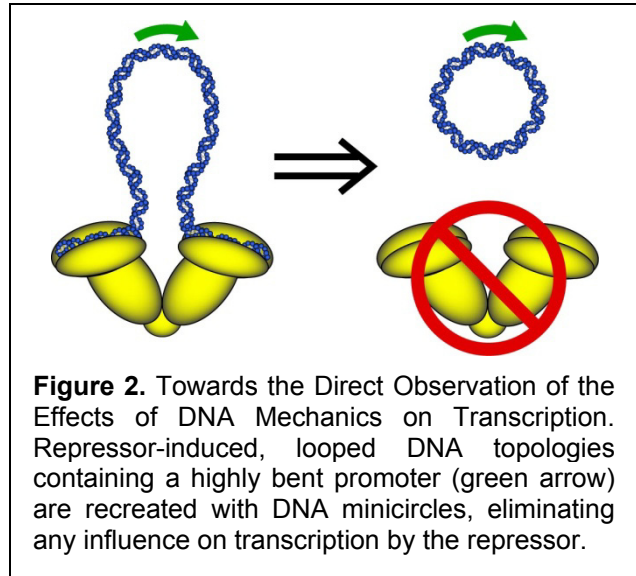 Figure 2. Towards the Direct Observation of the
Effects of DNA Mechanics on Transcription.
Repressor-induced, looped DNA topologies
containing a highly bent promoter (green arrow)
are recreated with DNA minicircles, eliminating
any influence on transcription by the repressor.